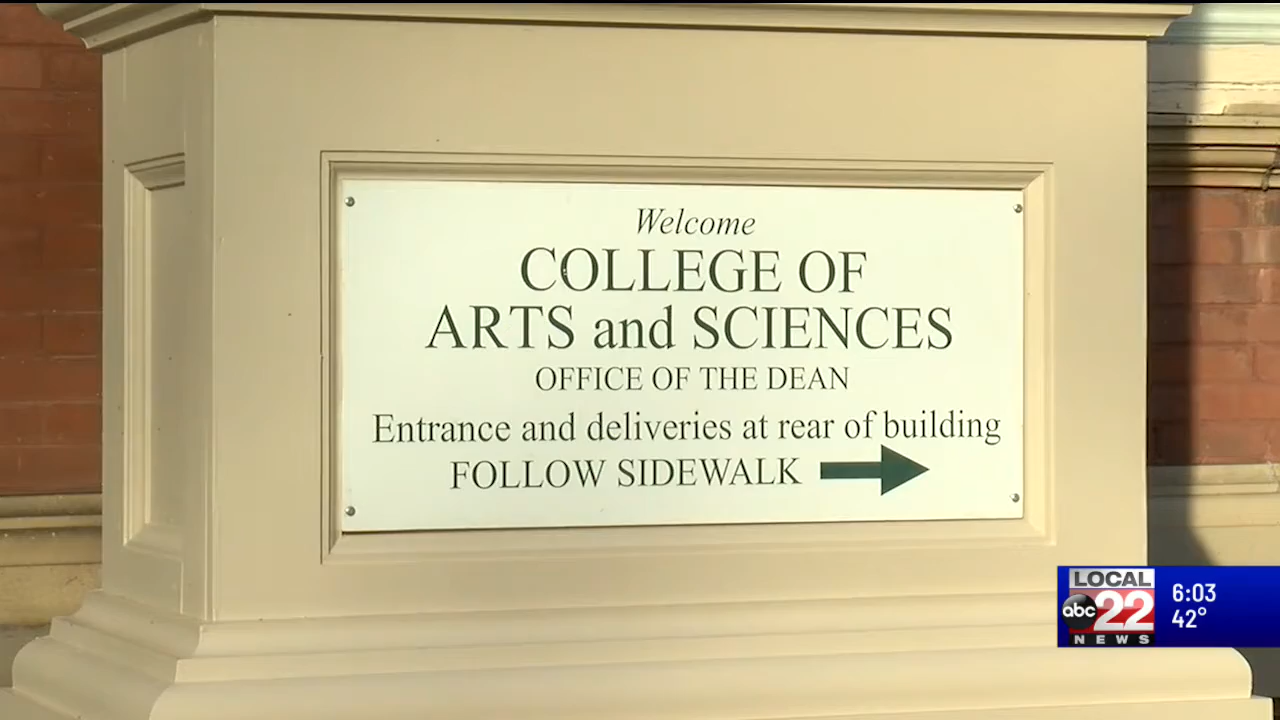 Welcome
COLLEGE OF
ARTS and SCIENCES
OFFICE OF THE DEAN
Entrance and deliveries at rear of building
FOLLOW SIDEWALK
LOCAL
abc 22
NEWS
6:03
42°